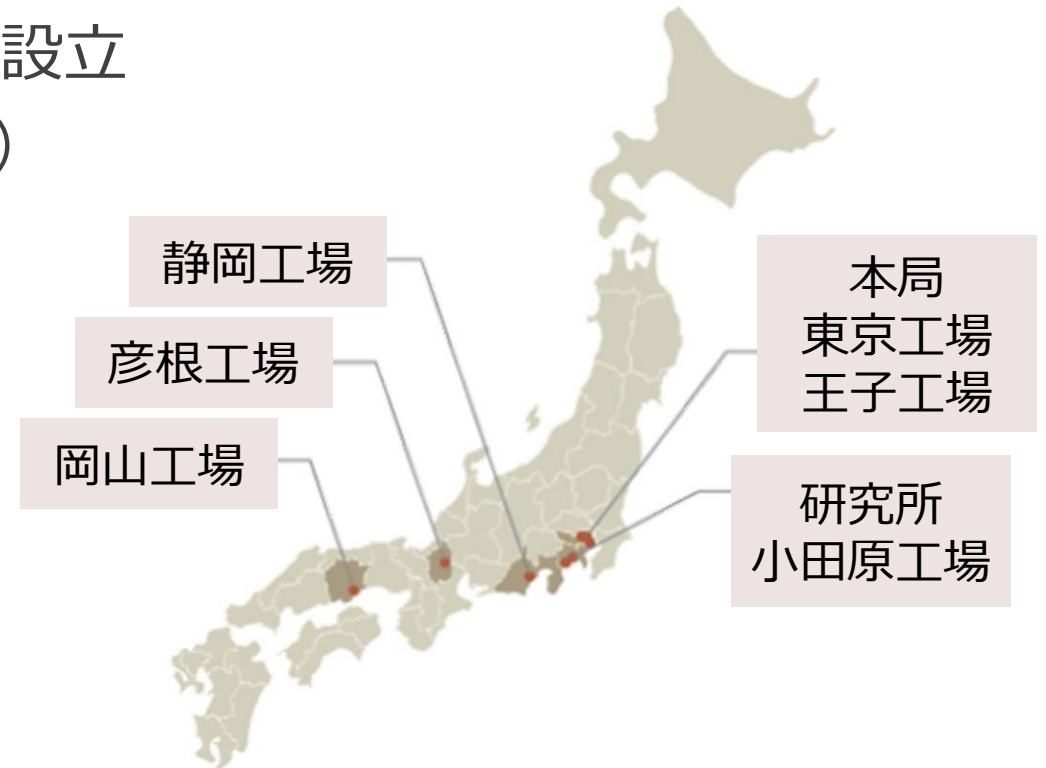 設立
)
静岡工場
彦根工場
岡山工場
本局
東京工場
王子工場
研究所
小田原工場